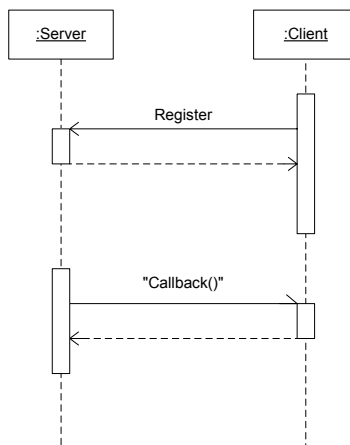 :Server
:Client
Register
"Callback()"